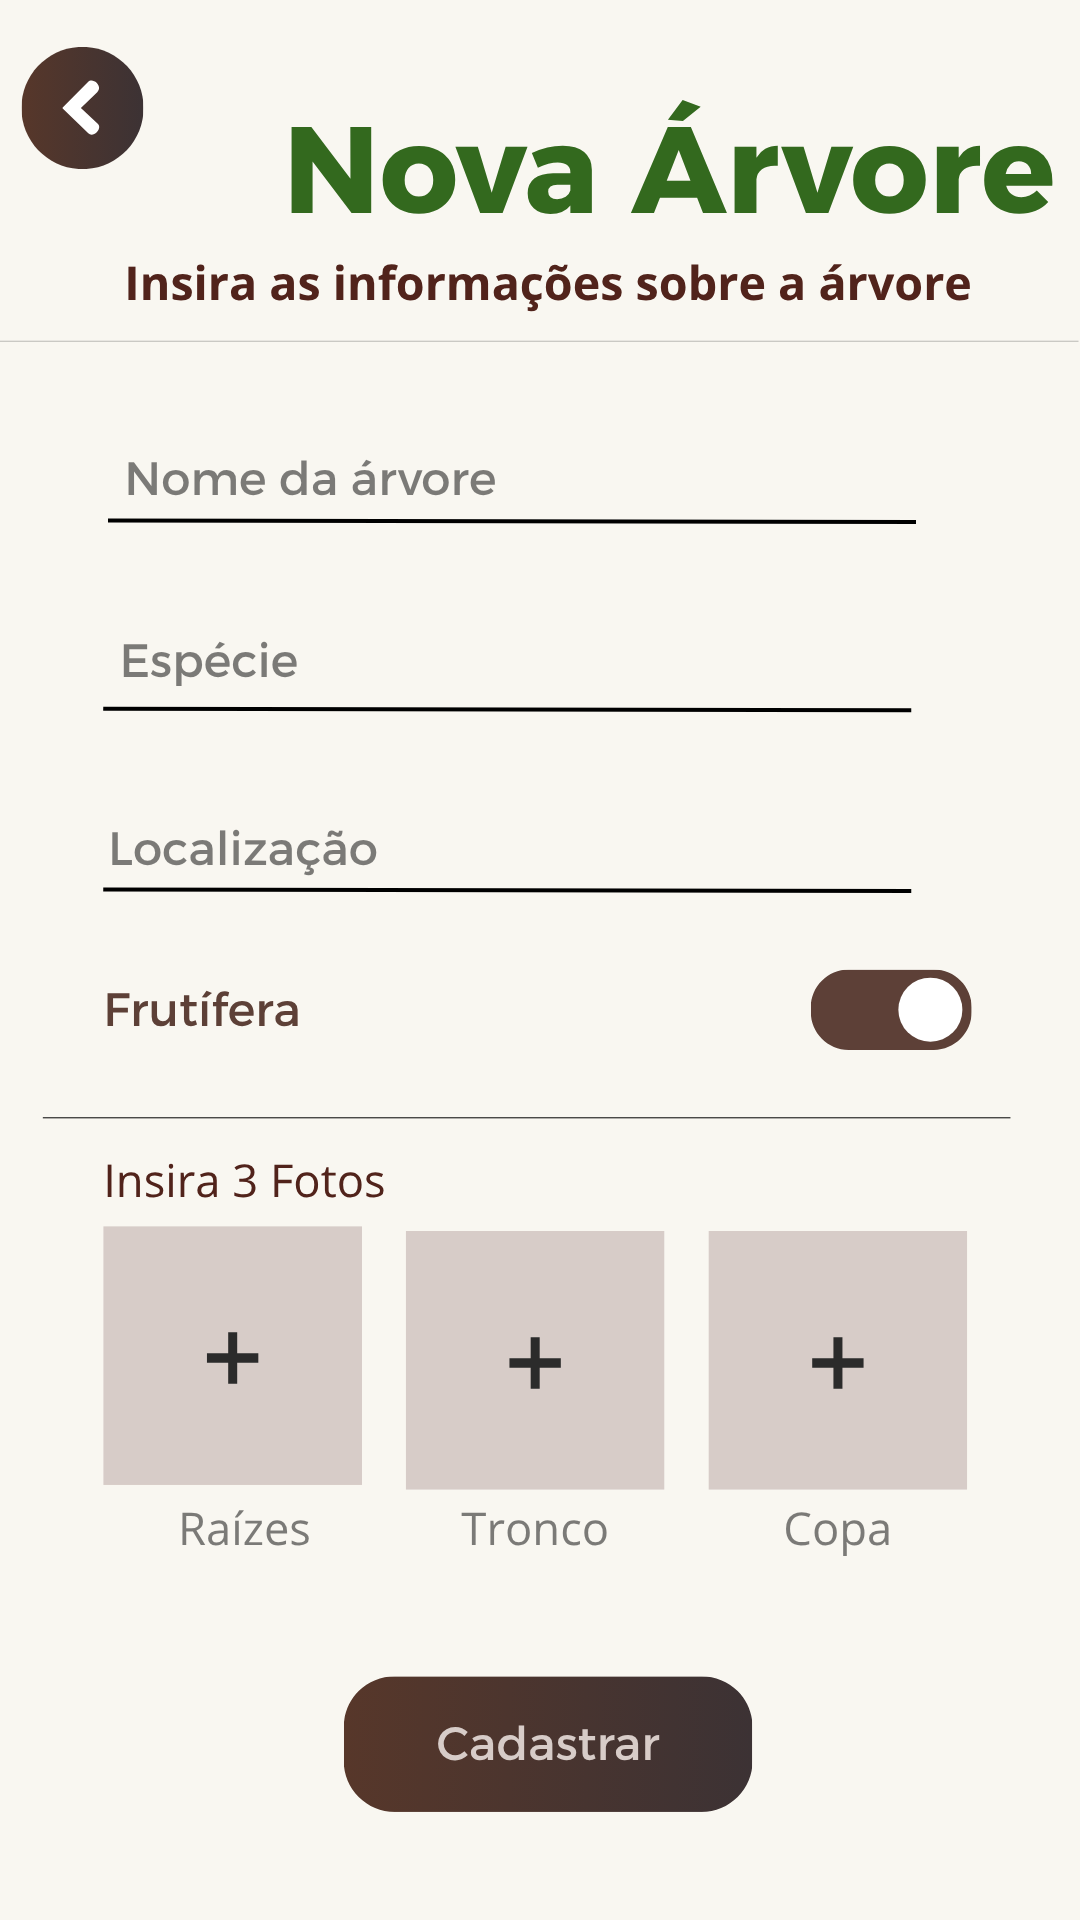 Nova Árvore
Insira as informações sobre a árvore
Nome da árvore
Espécie
Localização
Frutífera
Insira 3 Fotos
+ + +
Raízes Tronco Copa
Cadastrar